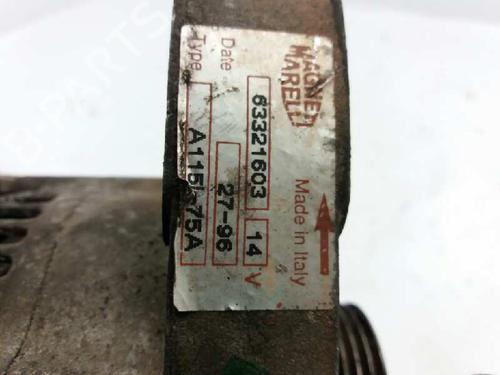 MAGNETI
MARELLI
Made in Italy
63321603 14 V
Date 27-96
Type A115I-75A